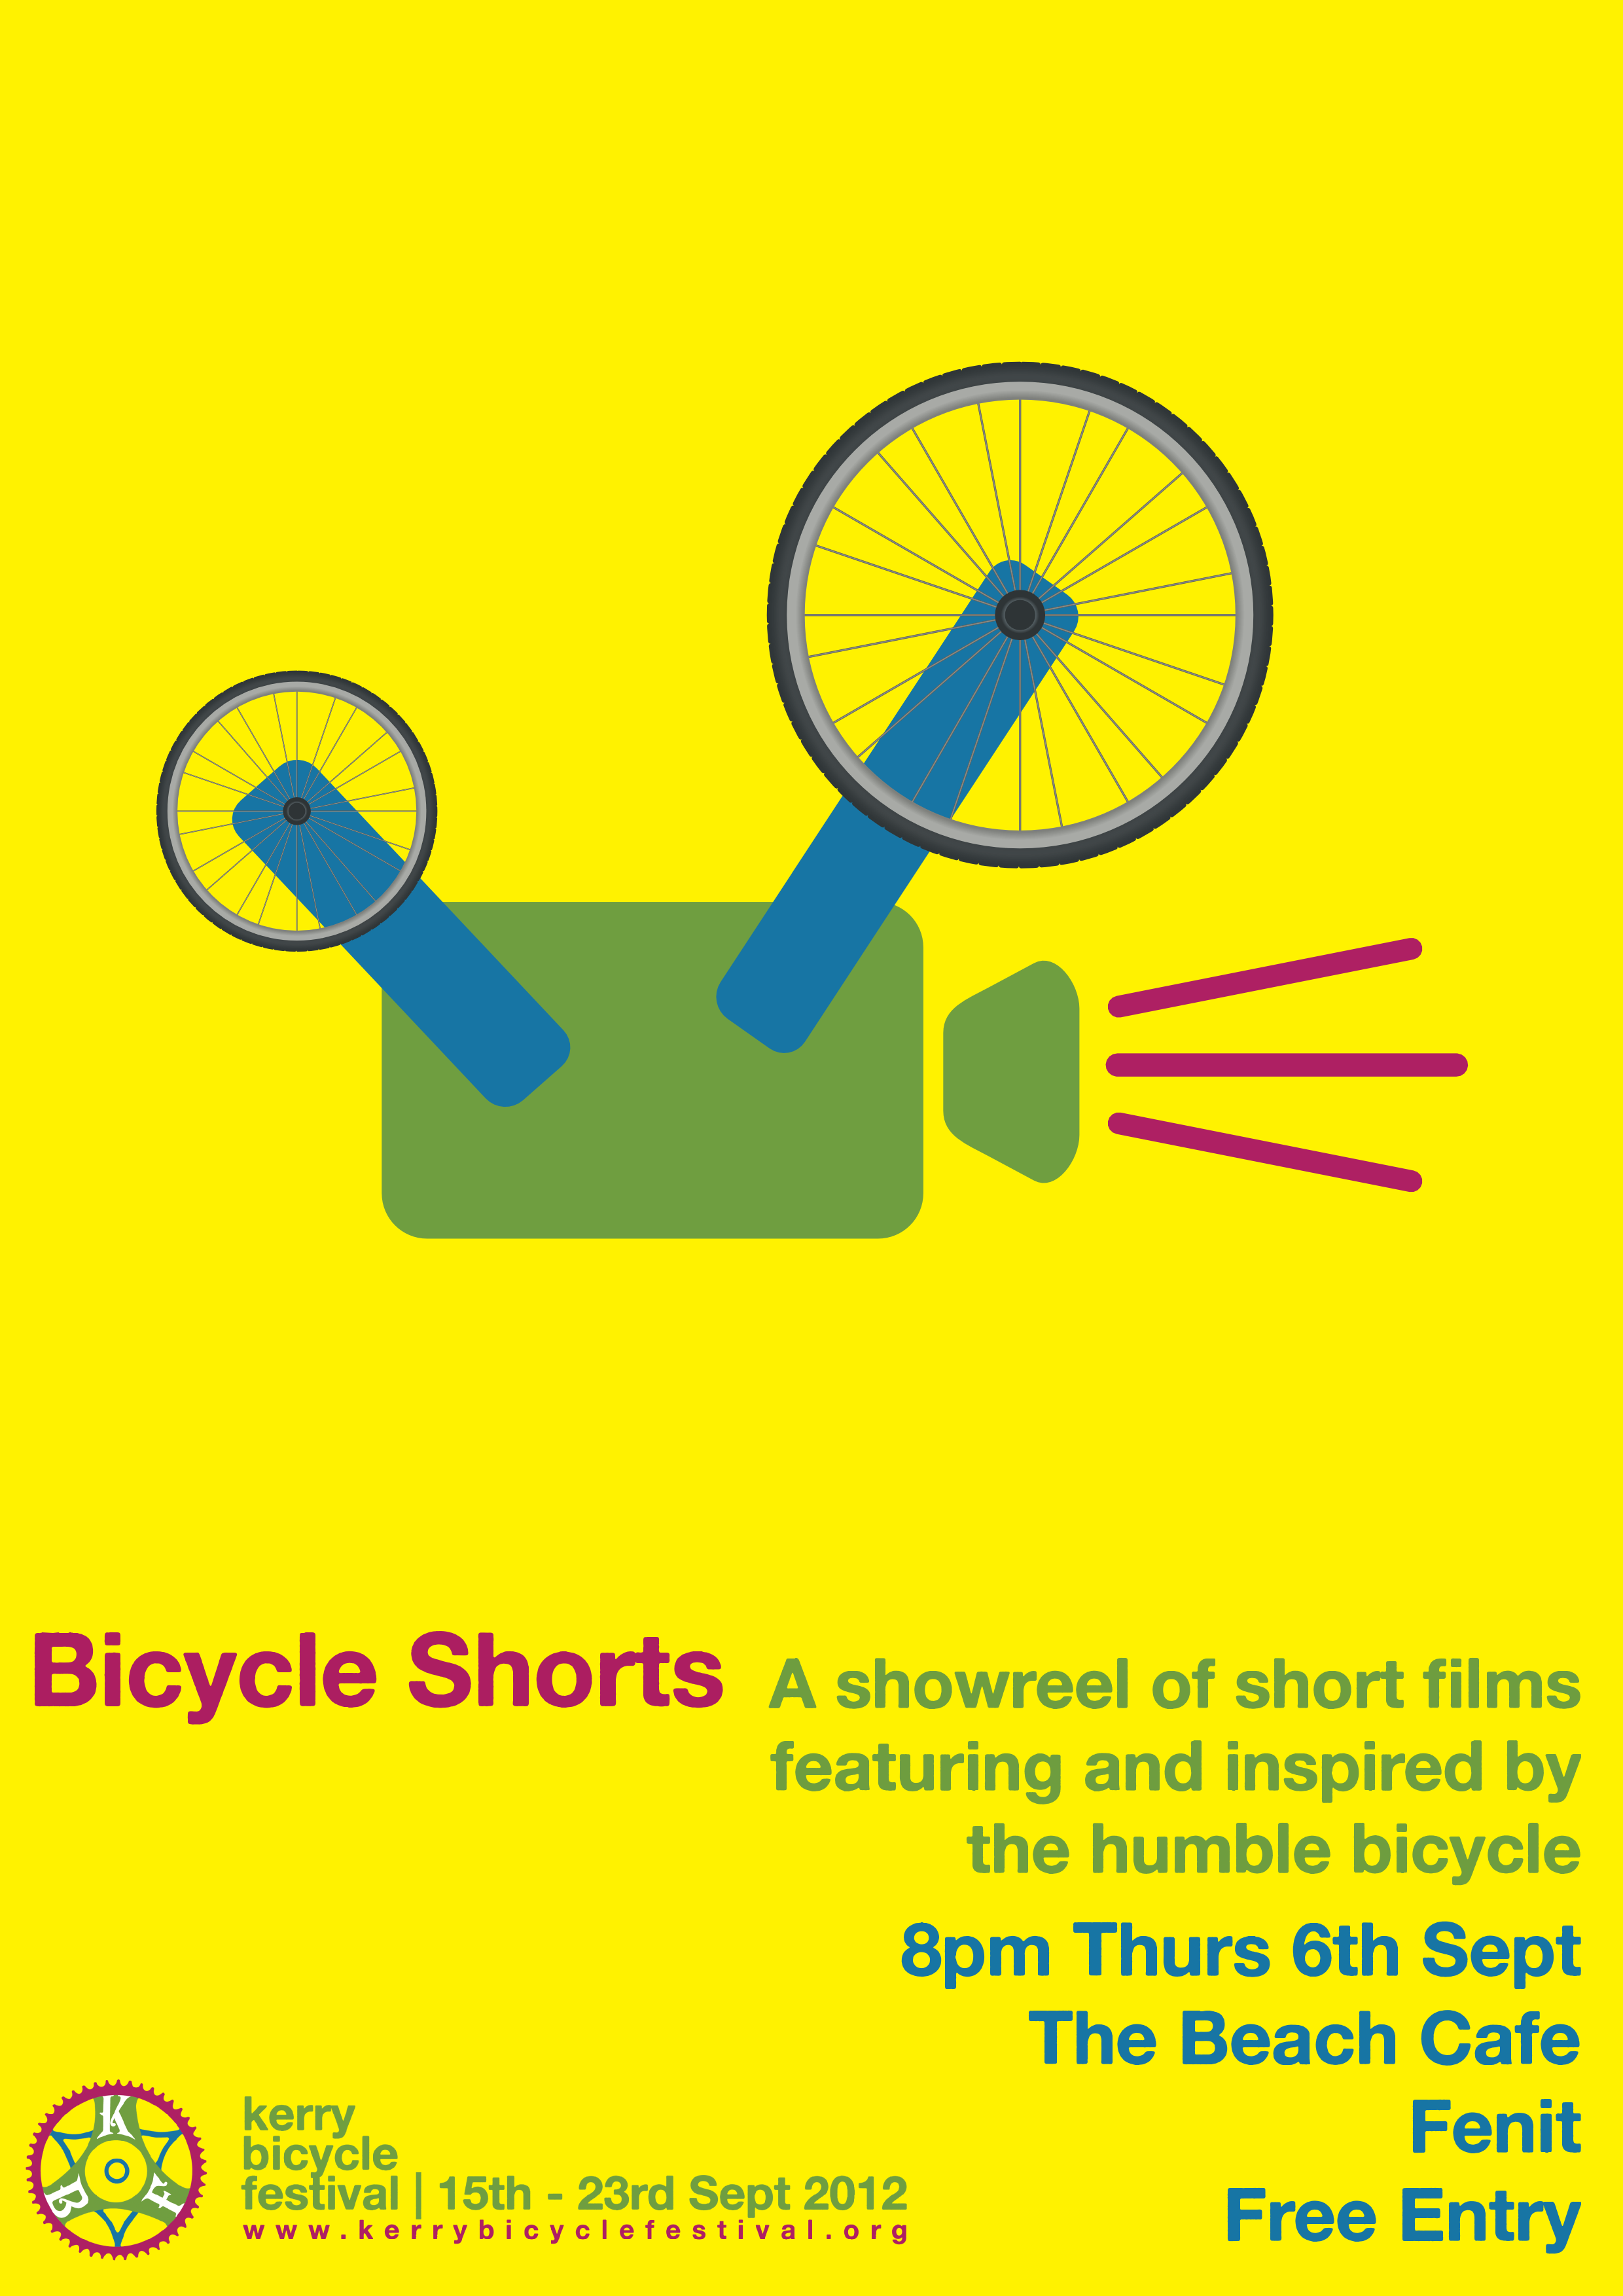 Bicycle Shorts
A showreel of short films
featuring and inspired by
the humble bicycle
8pm Thurs 6th Sept
The Beach Cafe
Fenit
Free Entry
K
B
F
kerry
bicycle
festival | 15th - 23rd Sept 2012
www.kerrybicyclefestival.org